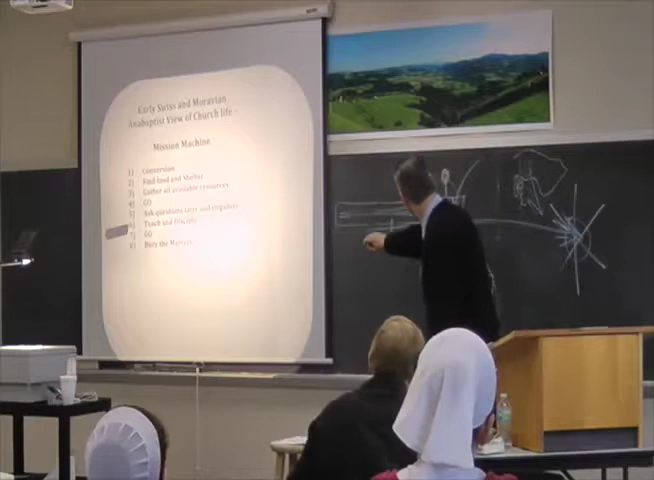 Early Swiss and Moravian
Anabaptist View of Church life -
Mission Machine
1) Conversion
2) Find food and Shelter
3) Gather all available resources
4) GO
5) Ask questions later and organize
6) Teach and disciple
7) GO
8) Bury the Martyrs